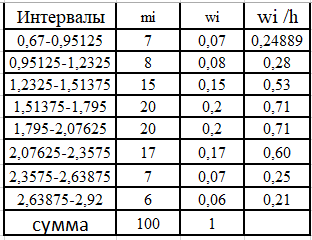 Интервалы mi wi wi /h
0,67-0,95125 7 0,07 0,24889
0,95125-1,2325 8 0,08 0,28
1,2325-1,51375 15 0,15 0,53
1,51375-1,795 20 0,2 0,71
1,795-2,07625 20 0,2 0,71
2,07625-2,3575 17 0,17 0,60
2,3575-2,63875 7 0,07 0,25
2,63875-2,92 6 0,06 0,21
сумма 100 1